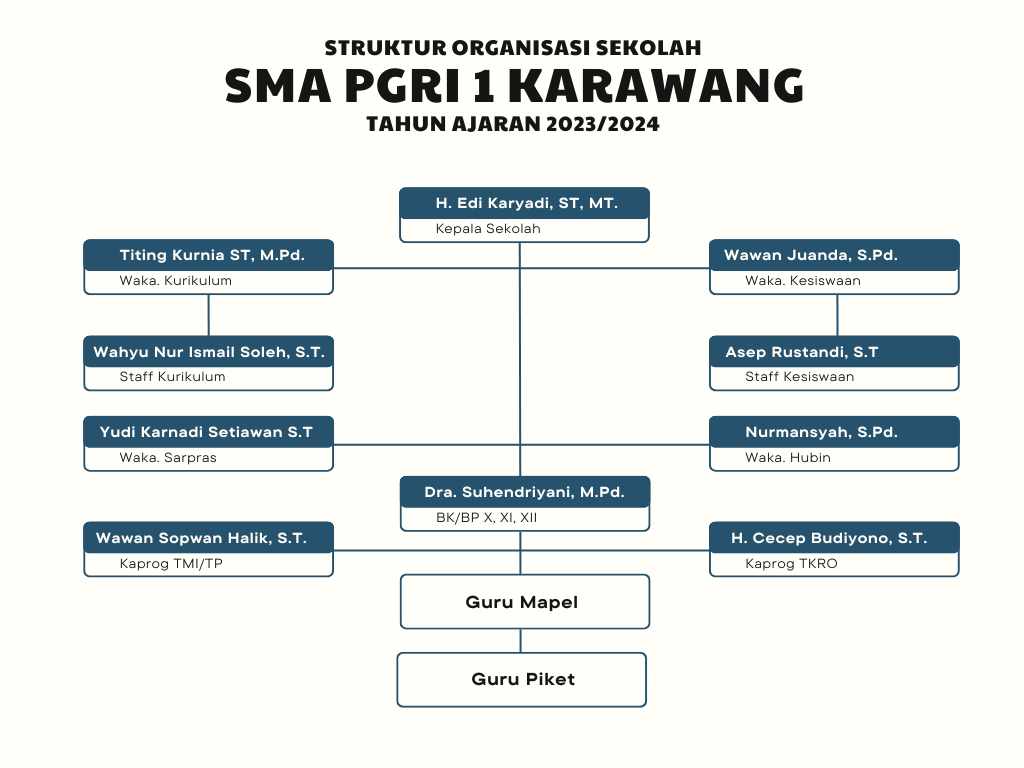 STRUKTUR ORGANISASI SEKOLAH
SMA PGRI 1 KARAWANG
TAHUN AJARAN 2023/2024
H. Edi Karyadi, ST, MT.
Kepala Sekolah
Titing Kurnia ST, M.Pd.
Waka. Kurikulum
Wawan Juanda, S.Pd.
Waka. Kesiswaan
Wahyu Nur Ismail Soleh, S.T.
Staff Kurikulum
Asep Rustandi, S.T
Staff Kesiswaan
Yudi Karnadi Setiawan S.T
Waka. Sarpras
Nurmansyah, S.Pd.
Waka. Hubin
Dra. Suhendriyani, M.Pd.
BK/BP X, XI, XII
Wawan Sopwan Halik, S.T.
Kaprog TMI/TP
H. Cecep Budiyono, S.T.
Kaprog TKRO
Guru Mapel
Guru Piket